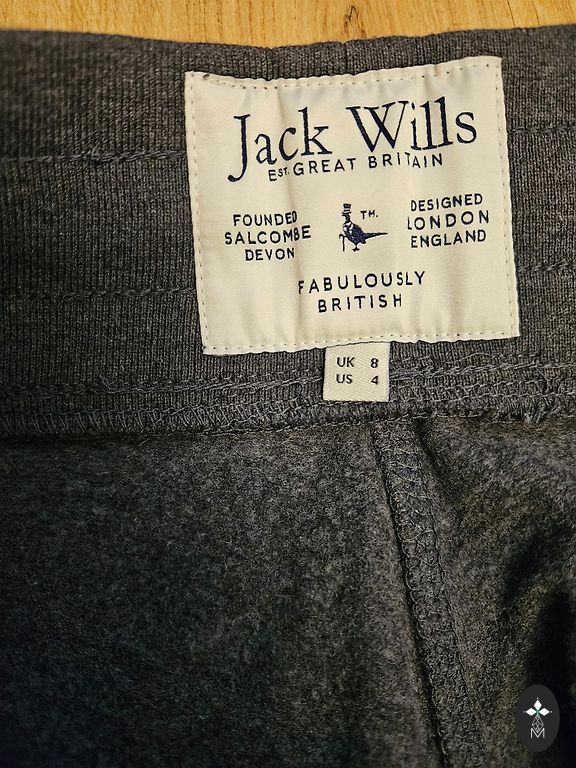 Jack Wills
EST. GREAT BRITAIN
FOUNDED
SALCOMBE
DEVON
TM.
DESIGNED
LONDON
ENGLAND
FABULOUSLY
BRITISH
UK 8
US 4
M